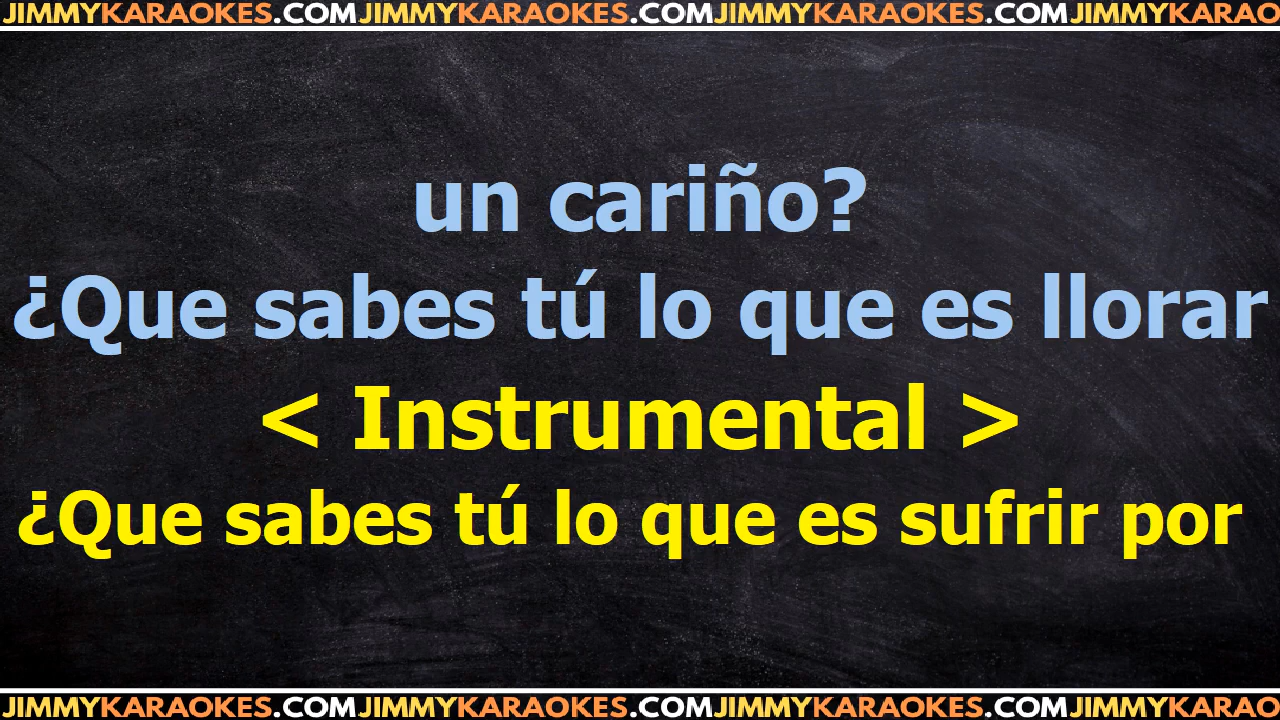 JIMMYKARAOKES.COMJIMMYKARAOKES.COMJIMMYKARAOKES.COMJIMMYKARAO
un cariño?
¿Que sabes tú lo que es llorar
< Instrumental >
¿Que sabes tú lo que es sufrir por
JIMMYKARAOKES.COMJIMMYKARAOKES.COMJIMMYKARAOKES.COMJIMMYKARAO